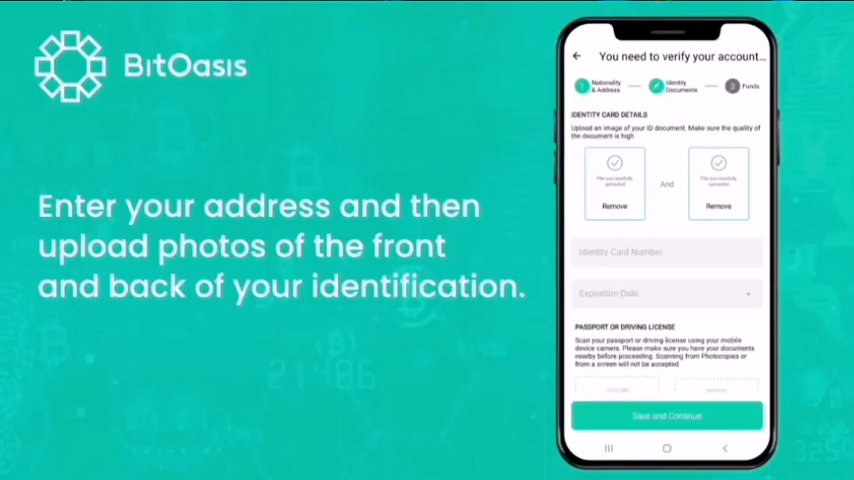 BitOasis
Enter your address and then
upload photos of the front
and back of your identification.
You need to verify your account...
1
Nationality
& Address
Identity
Documents
3
Funds
IDENTITY CARD DETAILS
Upload an image of your ID document. Make sure the quality of
the document is high
File successfully
uploaded
Remove
And
File successfully
uploaded
Remove
Identity Card Number
Expiration Date
PASSPORT OR DRIVING LICENSE
Scan your passport or driving license using your mobile
device camera. Please make sure you have your documents
nearby before proceeding. Scanning from Photocopies or
from a screen will not be accepted.
Save and Continue
21486